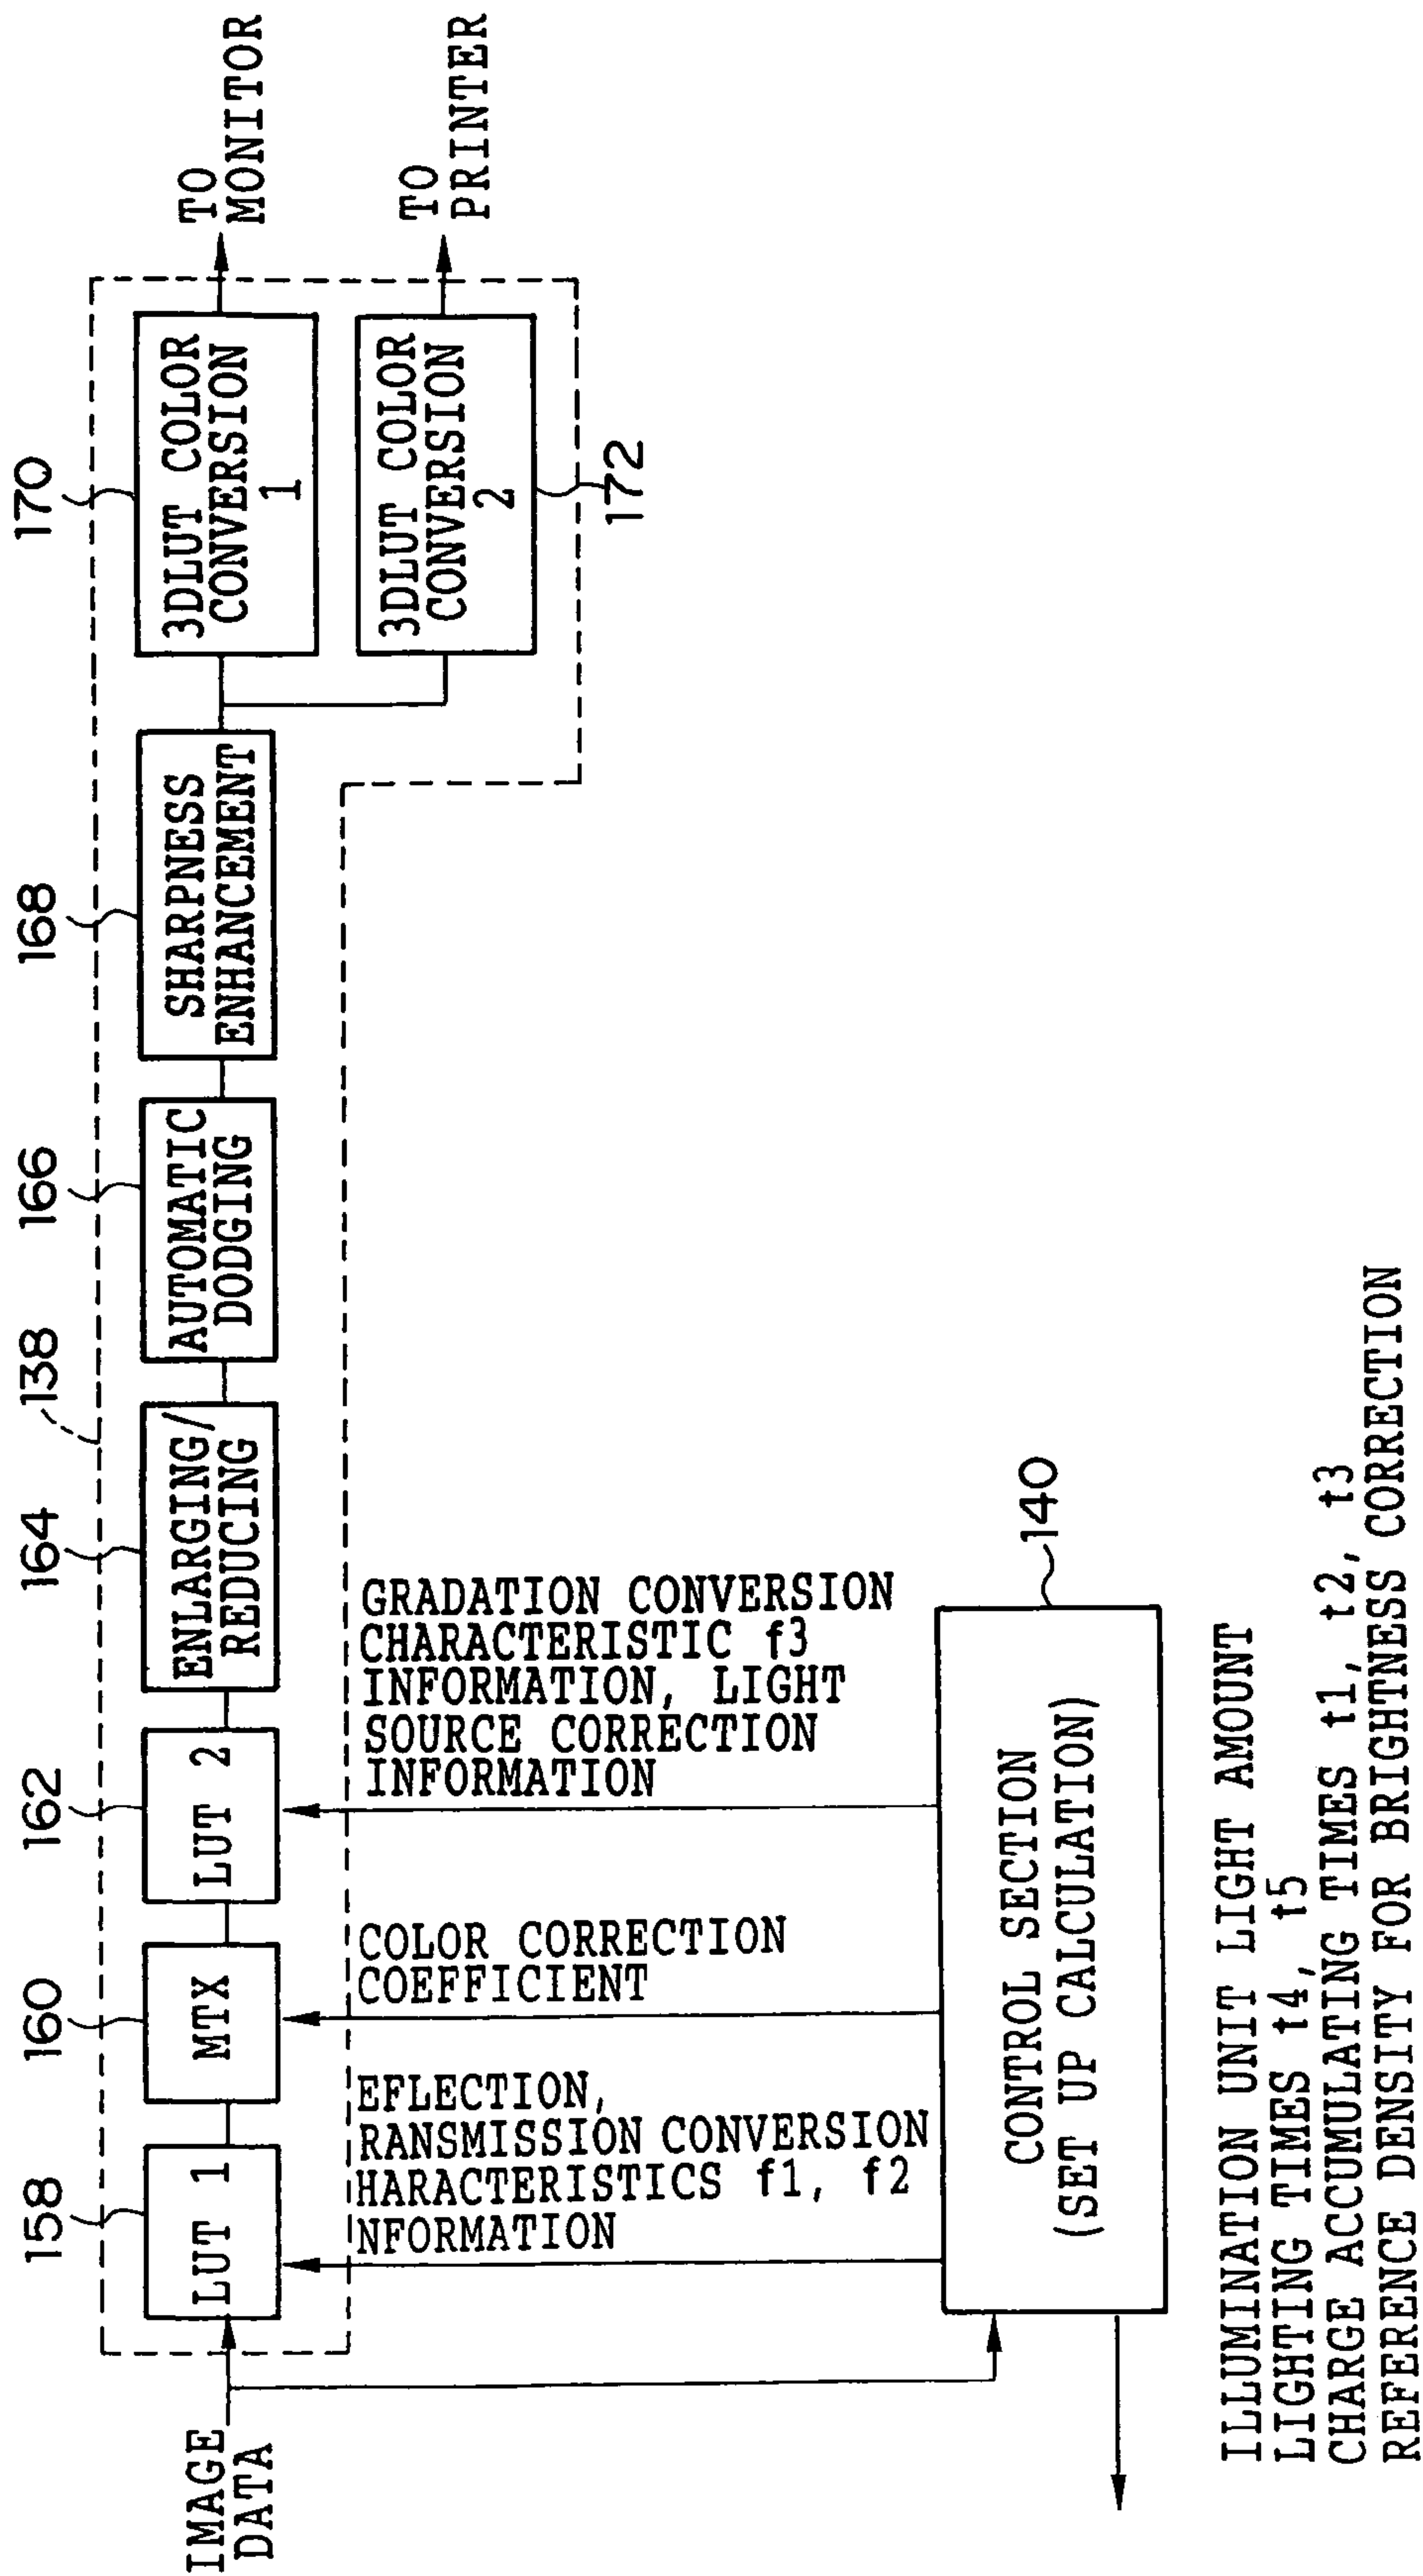 IMAGE
DATA
158
LUT 1
160
MTX
162
LUT 2
164
ENLARGING/
REDUCING
138
166
AUTOMATIC
DODGING
168
SHARPNESS
ENHANCEMENT
170
3DLUT COLOR
CONVERSION
1
TO
MONITOR
3DLUT COLOR
CONVERSION
2
172
TO
PRINTER
EFLECTION,
RANSMISSION CONVERSION
HARACTERISTICS f1, f2
NFORMATION
COLOR CORRECTION
COEFFICIENT
GRADATION CONVERSION
CHARACTERISTIC f3
INFORMATION, LIGHT
SOURCE CORRECTION
INFORMATION
140
CONTROL SECTION
(SET UP CALCULATION)
ILLUMINATION UNIT LIGHT AMOUNT
LIGHTING TIMES t4, t5
CHARGE ACCUMULATING TIMES t1, t2, t3
REFERENCE DENSITY FOR BRIGHTNESS CORRECTION